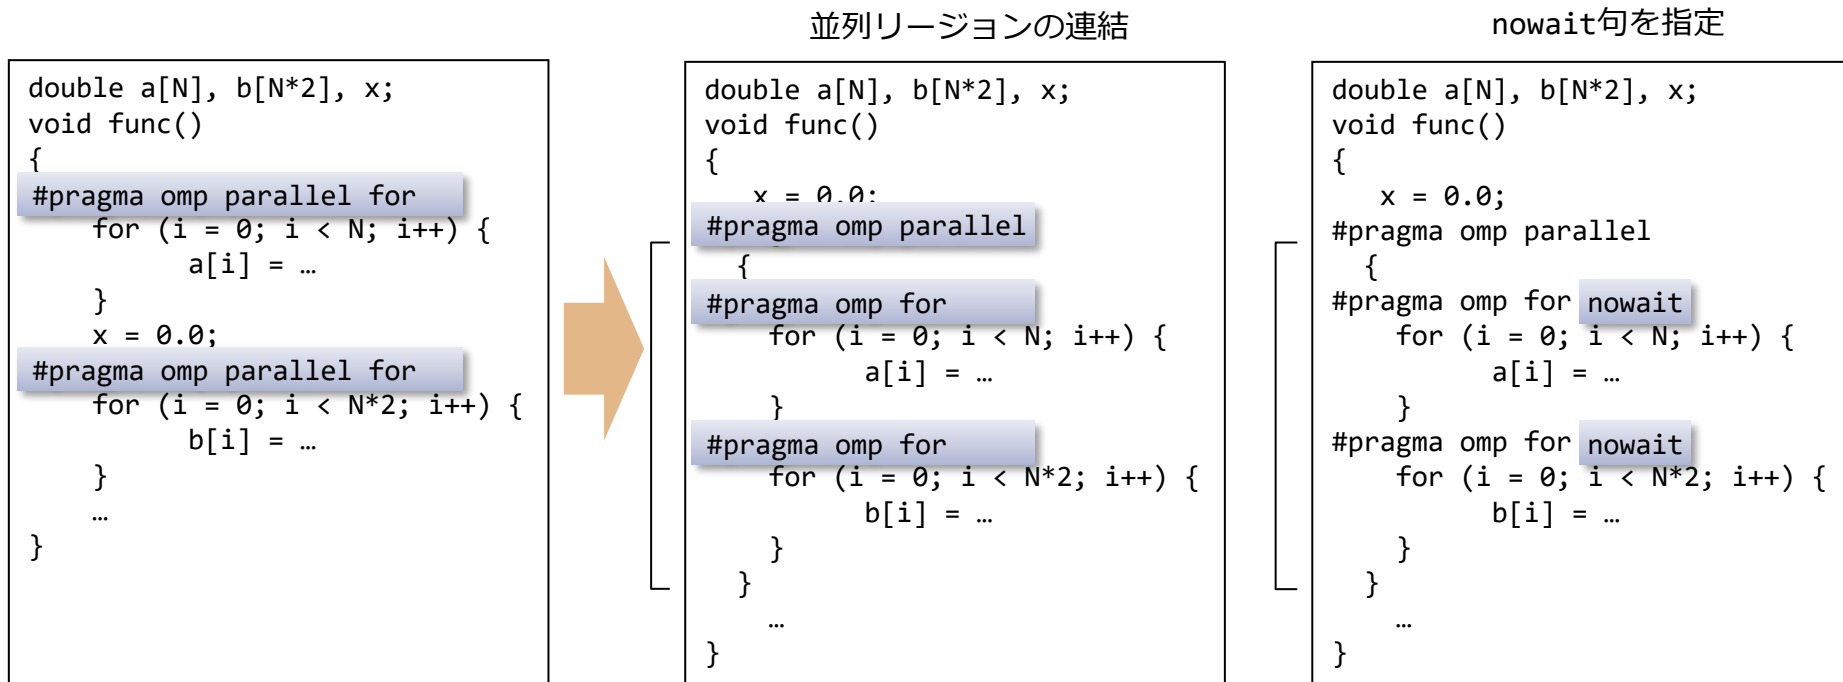 並列リージョンの連結
nowait句を指定
double a[N], b[N*2], x;
void func()
{
#pragma omp parallel for
for (i = 0; i < N; i++) {
a[i] = …
}
x = 0.0;
#pragma omp parallel for
for (i = 0; i < N*2; i++) {
b[i] = …
}
…
}
double a[N], b[N*2], x;
void func()
{
x = 0.0;
#pragma omp parallel
{
#pragma omp for
for (i = 0; i < N; i++) {
a[i] = …
}
#pragma omp for
for (i = 0; i < N*2; i++) {
b[i] = …
}
}
…
}
double a[N], b[N*2], x;
void func()
{
x = 0.0;
#pragma omp parallel
{
#pragma omp for nowait
for (i = 0; i < N; i++) {
a[i] = …
}
#pragma omp for nowait
for (i = 0; i < N*2; i++) {
b[i] = …
}
}
…
}